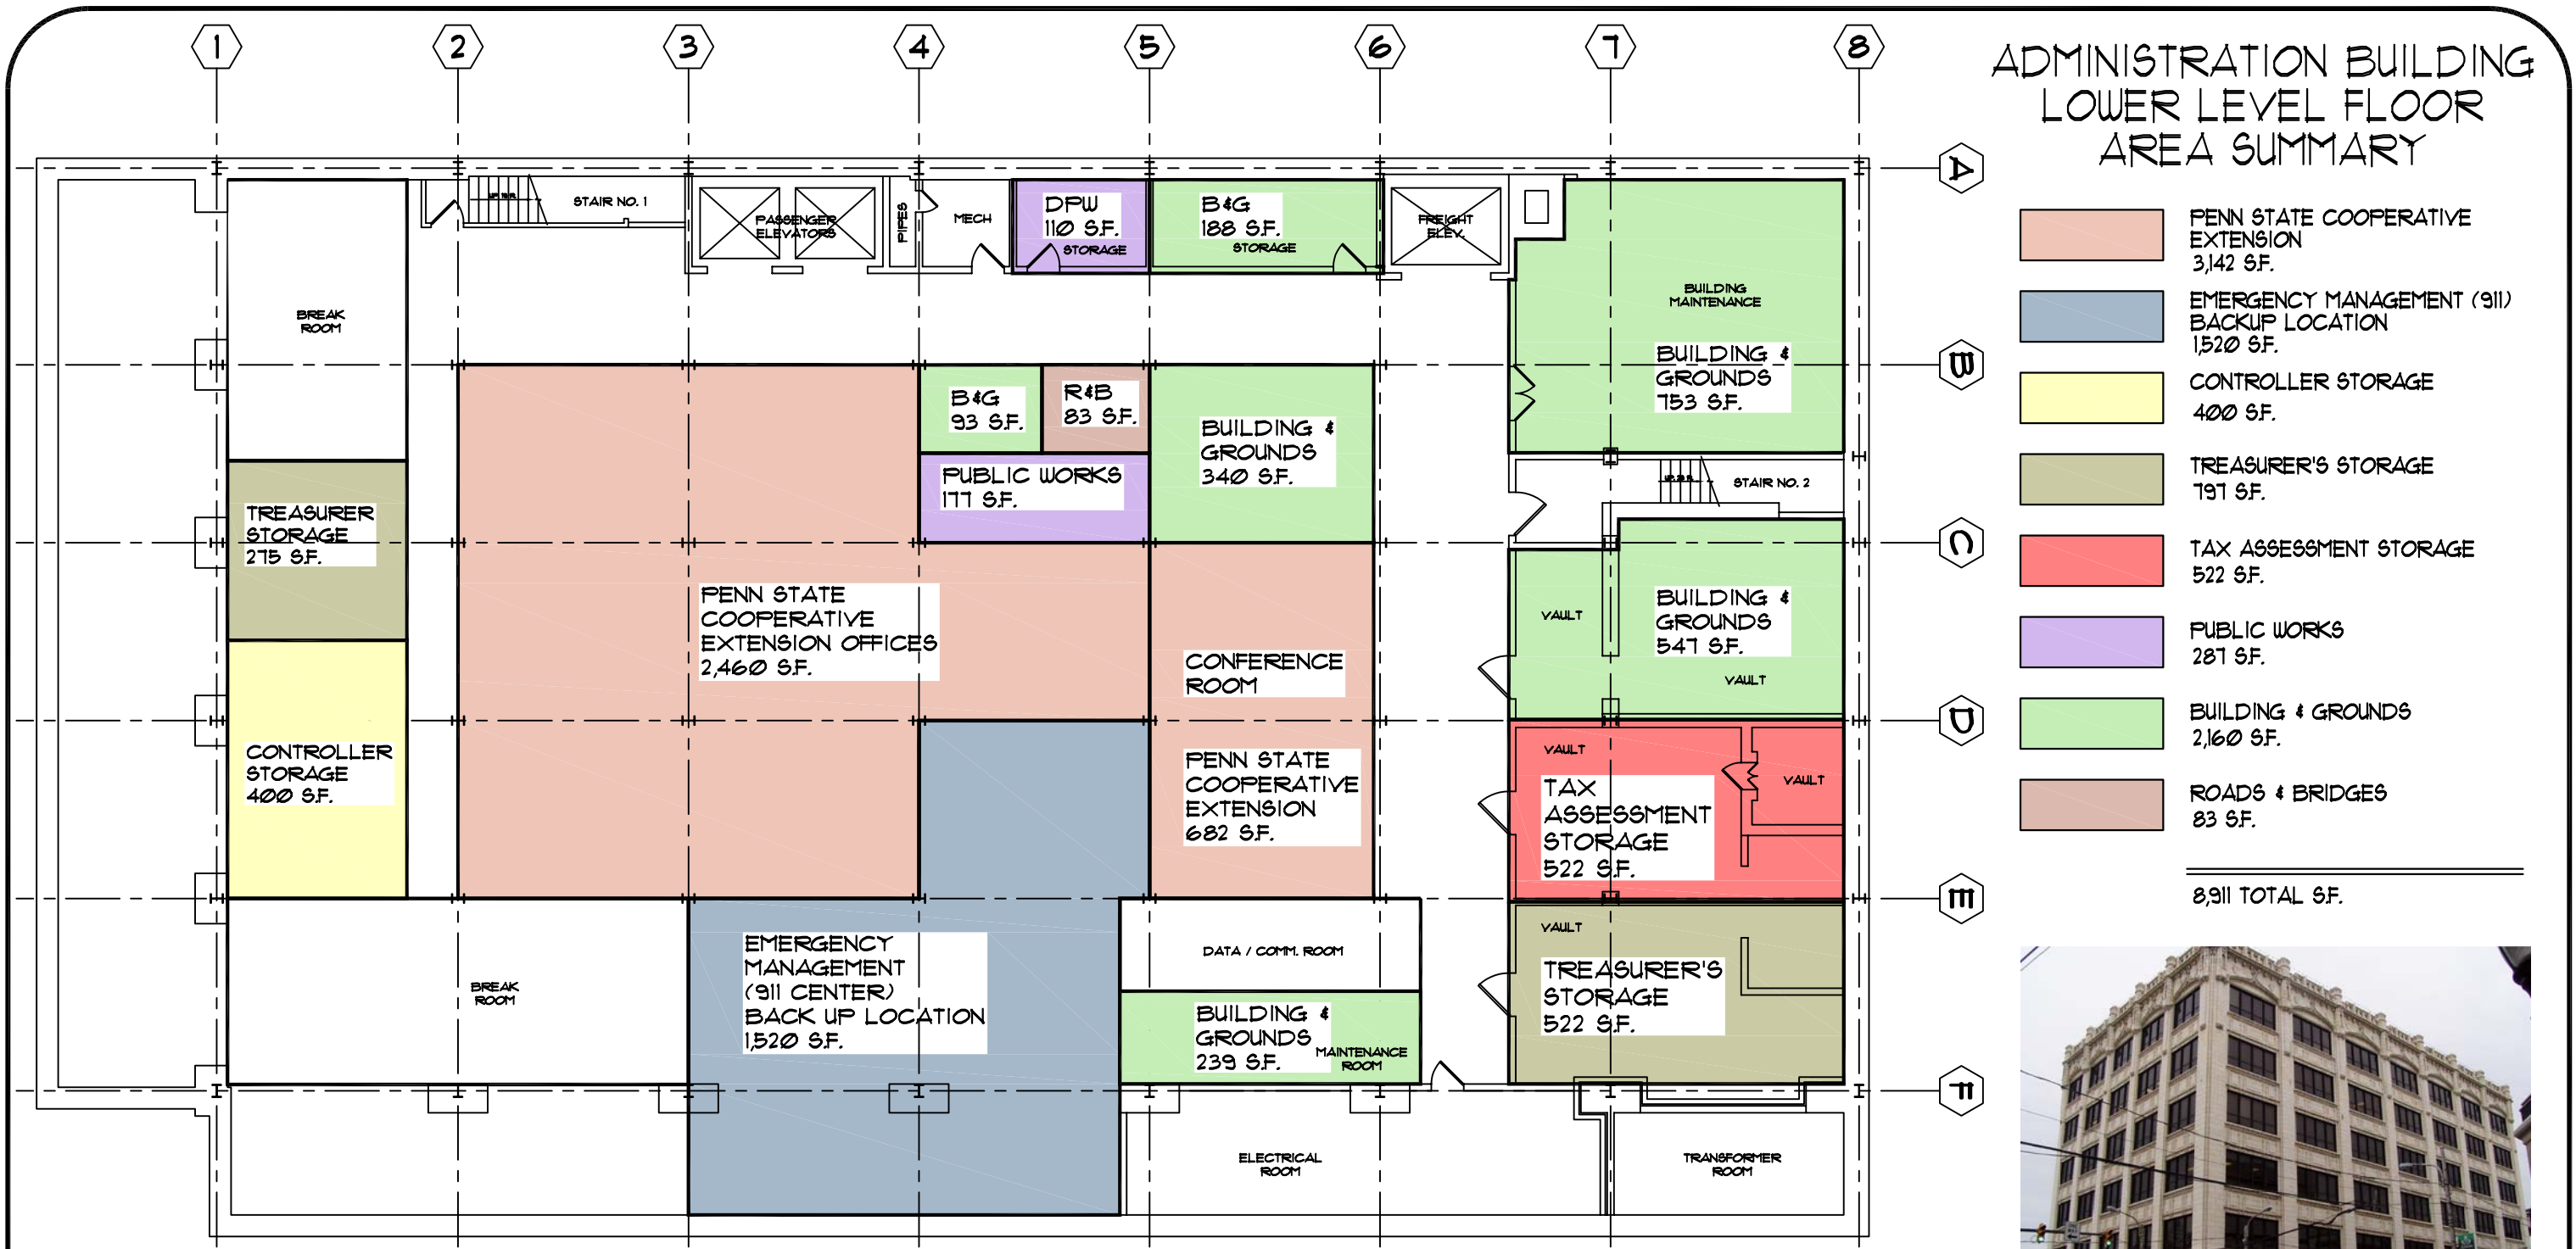 1 2 3 4 5 6 7 8
ADMINISTRATION BUILDING
LOWER LEVEL FLOOR
AREA SUMMARY
A
B
C
D
E
F
PENN STATE COOPERATIVE
EXTENSION
3,142 S.F.
EMERGENCY MANAGEMENT (911)
BACKUP LOCATION
1,520 S.F.
CONTROLLER STORAGE
400 S.F.
TREASURER'S STORAGE
797 S.F.
TAX ASSESSMENT STORAGE
522 S.F.
PUBLIC WORKS
287 S.F.
BUILDING & GROUNDS
2,160 S.F.
ROADS & BRIDGES
83 S.F.
8,911 TOTAL S.F.
STAIR NO. 1
PASSENGER
ELEVATORS
PIPES
MECH
DPW
110 S.F.
STORAGE
B&G
188 S.F.
STORAGE
FREIGHT
ELEV.
BREAK
ROOM
BUILDING
MAINTENANCE
BUILDING &
GROUNDS
753 S.F.
B&G
93 S.F.
R&B
83 S.F.
BUILDING &
GROUNDS
340 S.F.
PUBLIC WORKS
177 S.F.
STAIR NO. 2
TREASURER
STORAGE
275 S.F.
PENN STATE
COOPERATIVE
EXTENSION OFFICES
2,460 S.F.
VAULT
BUILDING &
GROUNDS
547 S.F.
VAULT
CONFERENCE
ROOM
CONTROLLER
STORAGE
400 S.F.
PENN STATE
COOPERATIVE
EXTENSION
682 S.F.
VAULT
VAULT
TAX
ASSESSMENT
STORAGE
522 S.F.
BREAK
ROOM
EMERGENCY
MANAGEMENT
(911 CENTER)
BACK UP LOCATION
1,520 S.F.
DATA / COMM. ROOM
BUILDING &
GROUNDS
239 S.F.
MAINTENANCE
ROOM
VAULT
TREASURER'S
STORAGE
522 S.F.
ELECTRICAL
ROOM
TRANSFORMER
ROOM